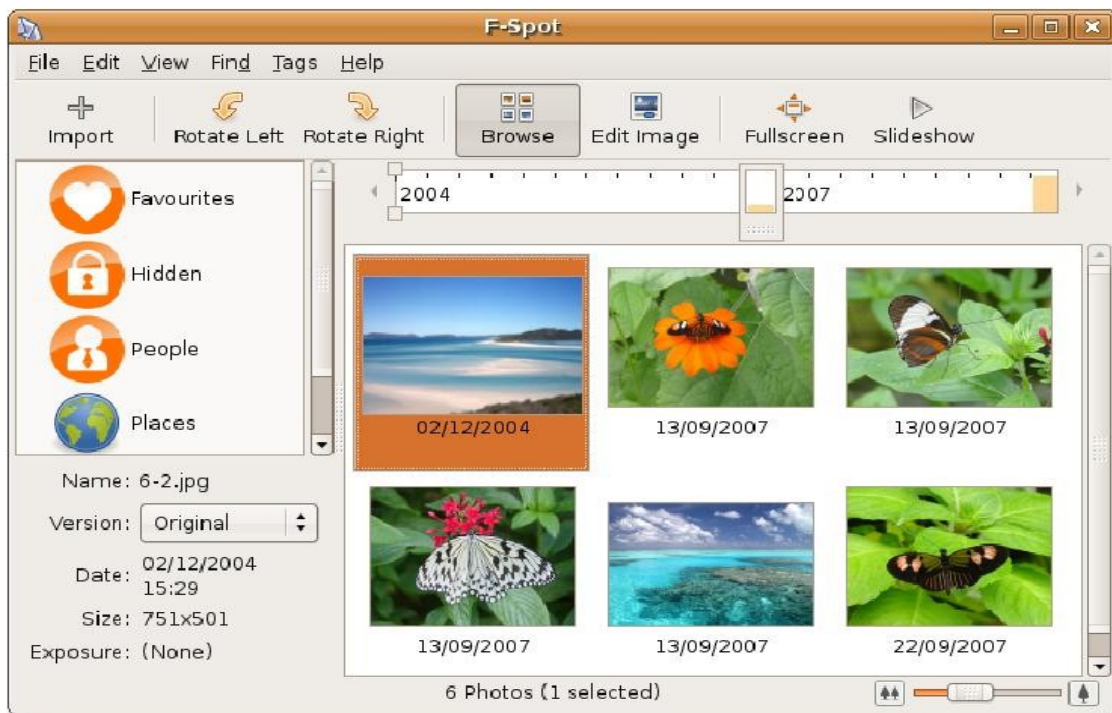 F-Spot
File Edit View Find Tags Help
Import Rotate Left Rotate Right Browse Edit Image Fullscreen Slideshow
Favourites
Hidden
People
Places
Name: 6-2.jpg
Version: Original
Date: 02/12/2004
15:29
Size: 751x501
Exposure: (None)
2004 2007
02/12/2004 13/09/2007 13/09/2007
13/09/2007 13/09/2007 22/09/2007
6 Photos (1 selected)